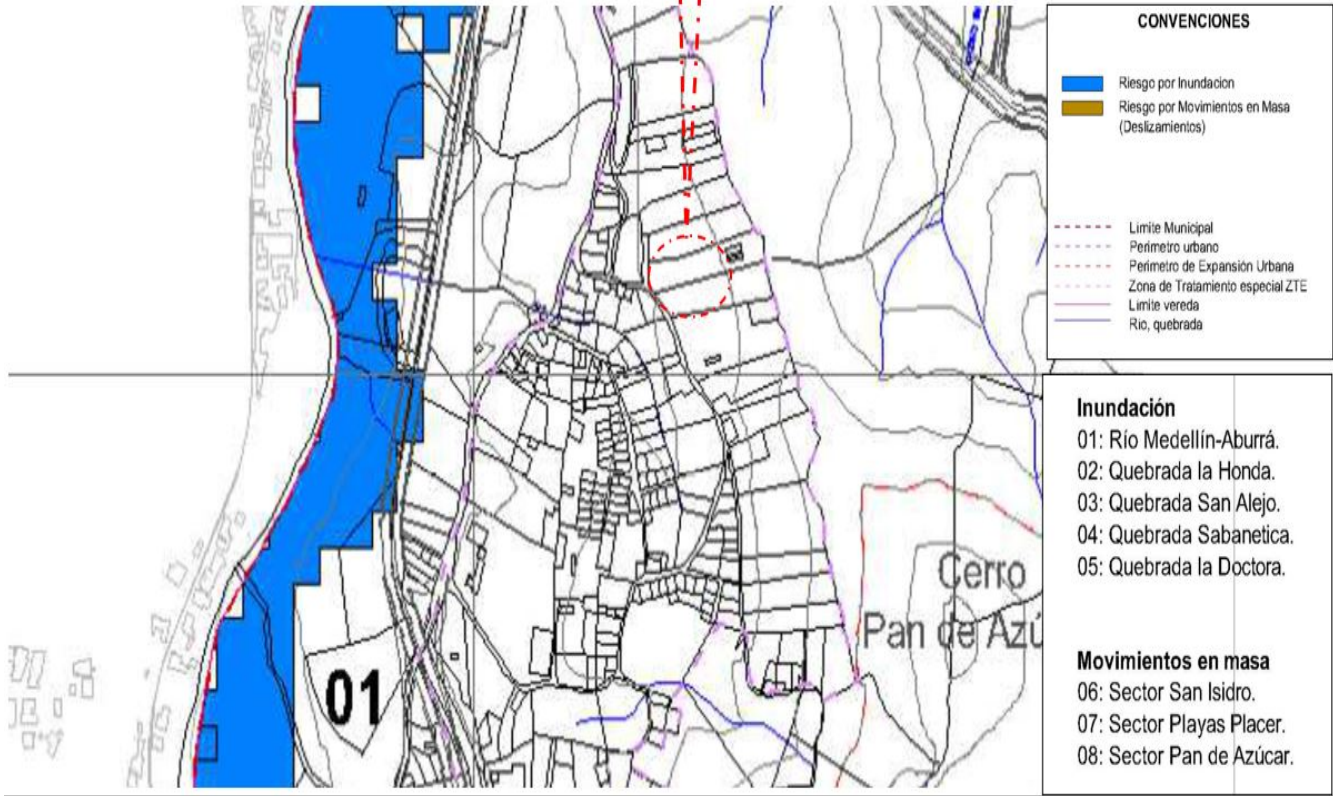 CONVENCIONES
Riesgo por Inundacion
Riesgo por Movimientos en Masa
(Deslizamientos)
Limite Municipal
Perimetro urbano
Perimetro de Expansión Urbana
Zona de Tratamiento especial ZTE
Limite vereda
Rio, quebrada
Inundación
01: Río Medellín-Aburrá.
02: Quebrada la Honda.
03: Quebrada San Alejo.
04: Quebrada Sabanetica.
05: Quebrada la Doctora.
Movimientos en masa
06: Sector San Isidro.
07: Sector Playas Placer.
08: Sector Pan de Azúcar.
Cerro
Pan de Azú
01